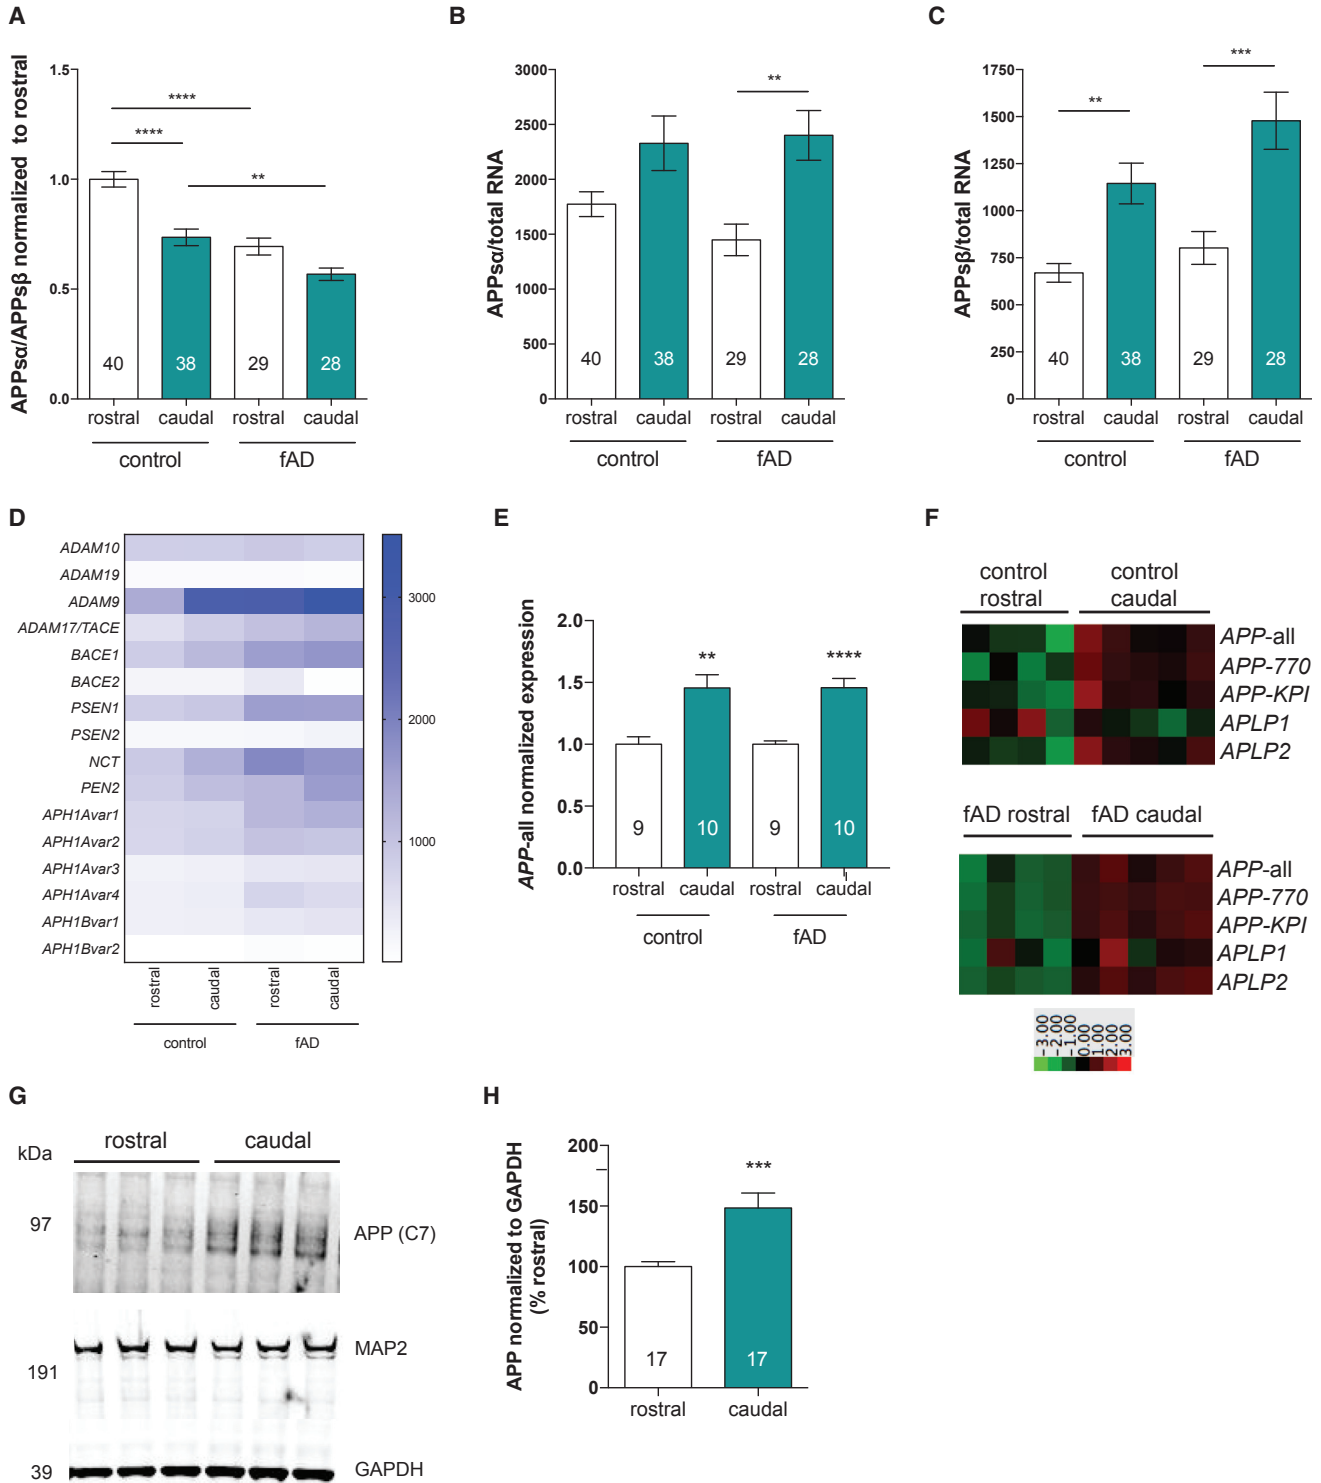 A
APPsα/APPsβ normalized to rostral
1.5
1.0
0.5
0.0
****
****
**
40
38
29
28
rostral caudal rostral caudal
control fAD
B
APPsα/total RNA
3000
2500
2000
1500
1000
500
0
**
40
38
29
28
rostral caudal rostral caudal
control fAD
C
APPsβ/total RNA
1750
1500
1250
1000
750
500
250
0
**
***
40
38
29
28
rostral caudal rostral caudal
control fAD
D
ADAM10
ADAM19
ADAM9
ADAM17/TACE
BACE1
BACE2
PSEN1
PSEN2
NCT
PEN2
APH1Avar1
APH1Avar2
APH1Avar3
APH1Avar4
APH1Bvar1
APH1Bvar2
rostral caudal rostral caudal
control fAD
3000
2000
1000
E
APP-all normalized expression
2.0
1.5
1.0
0.5
0.0
**
****
9
10
9
10
rostral caudal rostral caudal
control fAD
F
control rostral
control caudal
APP-all
APP-770
APP-KPI
APLP1
APLP2
fAD rostral fAD caudal
APP-all
APP-770
APP-KPI
APLP1
APLP2
-3.00
-2.00
-1.00
0.00
1.00
2.00
3.00
G
kDa
rostral caudal
97
APP (C7)
MAP2
191
39
GAPDH
H
APP normalized to GAPDH
(% rostral)
200
150
100
50
0
***
17
17
rostral caudal